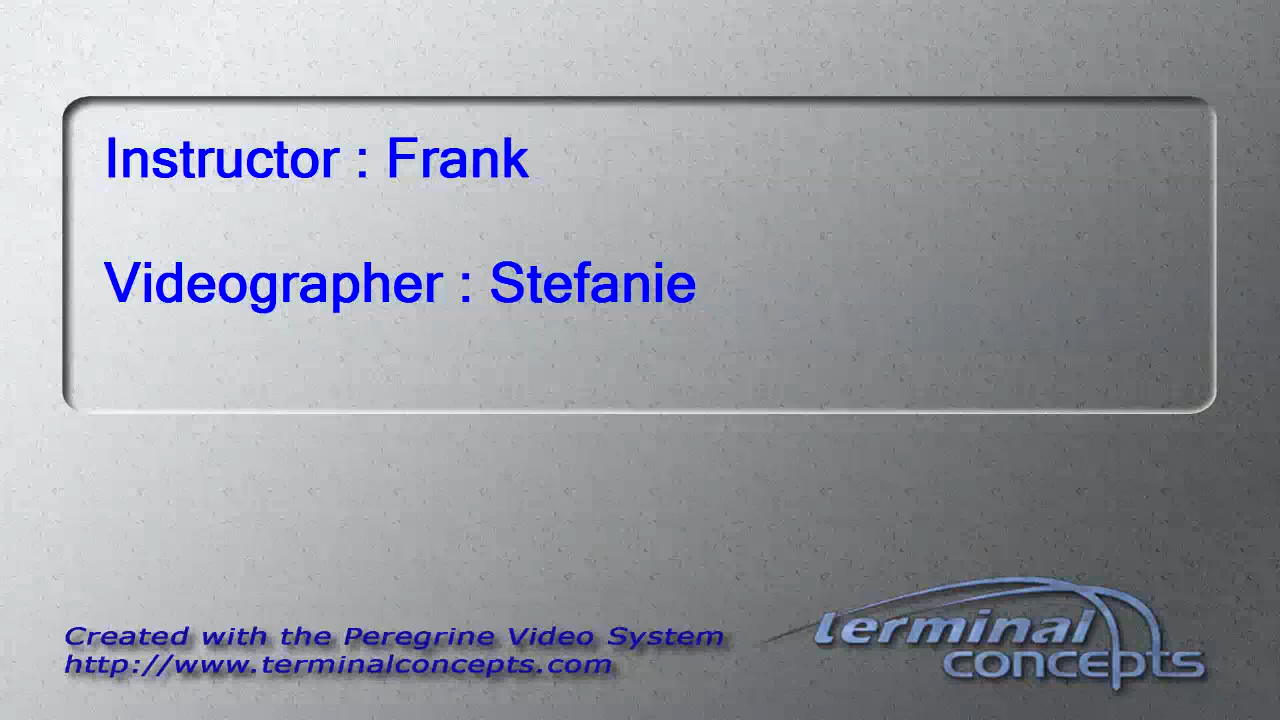 Instructor : Frank
Videographer : Stefanie
Created with the Peregrine Video System
http://www.terminalconcepts.com
terminal
concepts